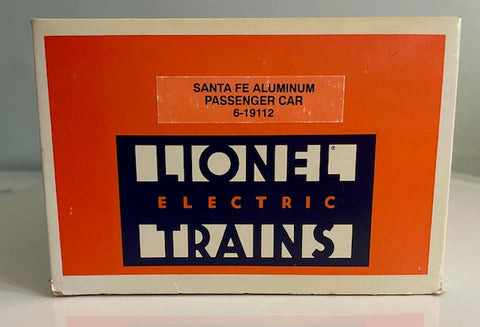 SANTA FE ALUMINUM
PASSENGER CAR
6-19112
LIONEL®
ELECTRIC
TRAINS